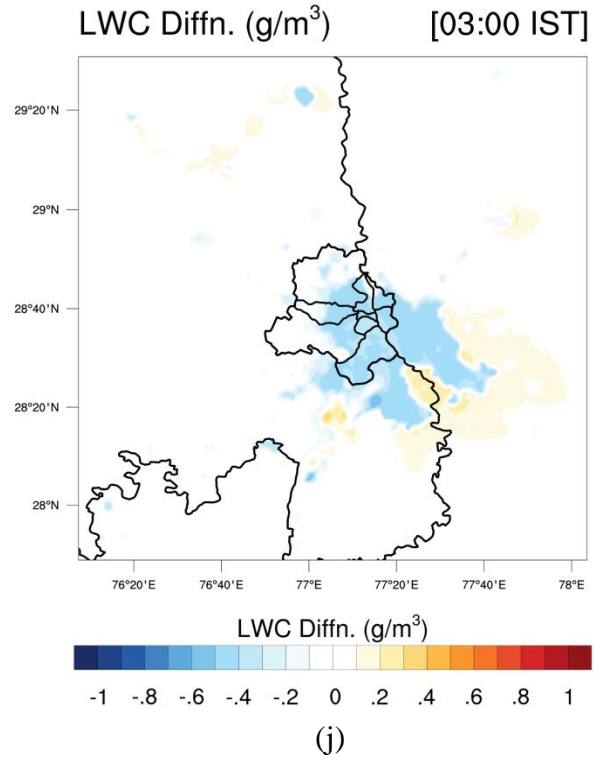 LWC Diffn. (g/m³) [03:00 IST]
29°20'N
29°N
28°40'N
28°20'N
28°N
76°20'E 76°40'E 77°E 77°20'E 77°40'E 78°E
LWC Diffn. (g/m³)
-1 -.8 -.6 -.4 -.2 0 .2 .4 .6 .8 1
(j)